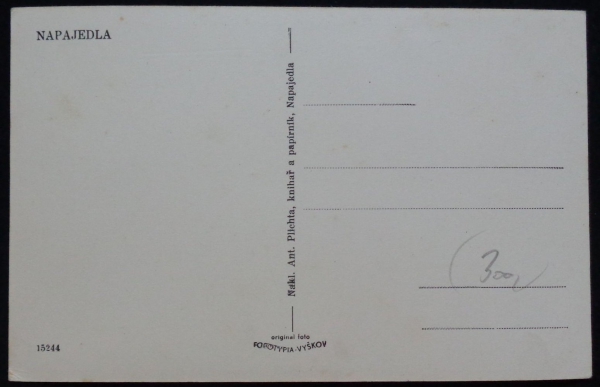 NAPAJEDLA
Nakl. Ant. Plichta, knihař a papírník, Napajedla
300,
original foto
FOTOTYPIA-VYŠKOV
15244